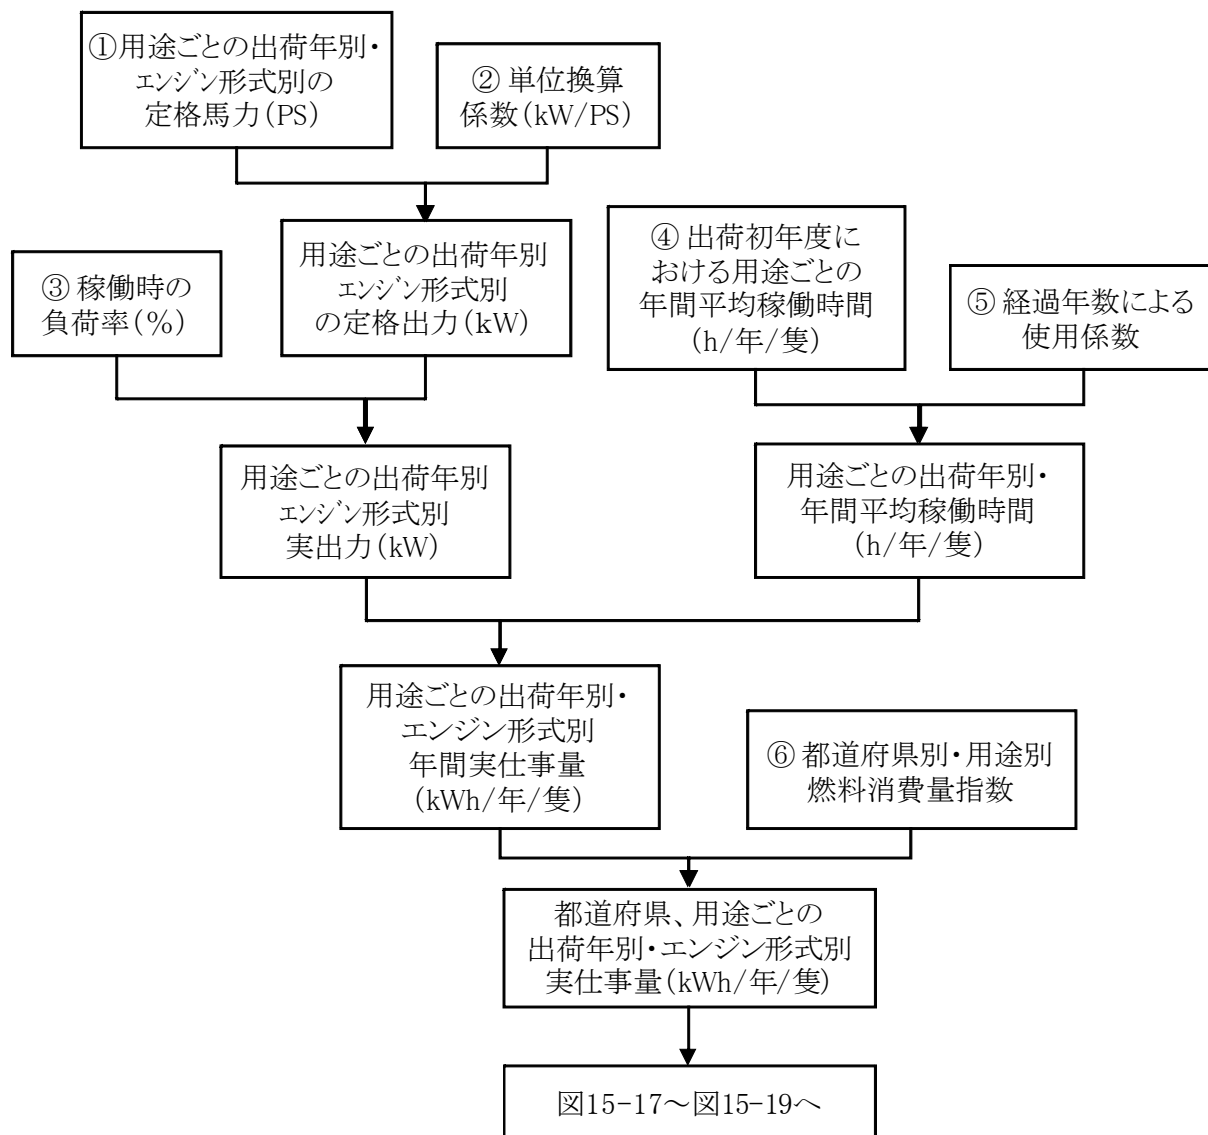 ①用途ごとの出荷年別・
エンジン形式別の
定格馬力(PS)
② 単位換算
係数(kW/PS)
③ 稼働時の
負荷率(%)
用途ごとの出荷年別
エンジン形式別
の定格出力(kW)
④ 出荷初年度に
おける用途ごとの
年間平均稼働時間
(h/年/隻)
⑤ 経過年数による
使用係数
用途ごとの出荷年別
エンジン形式別
実出力(kW)
用途ごとの出荷年別・
年間平均稼働時間
(h/年/隻)
用途ごとの出荷年別・
エンジン形式別
年間実仕事量
(kWh/年/隻)
⑥ 都道府県別・用途別
燃料消費量指数
都道府県、用途ごとの
出荷年別・エンジン形式別
実仕事量(kWh/年/隻)
図15-17～図15-19へ